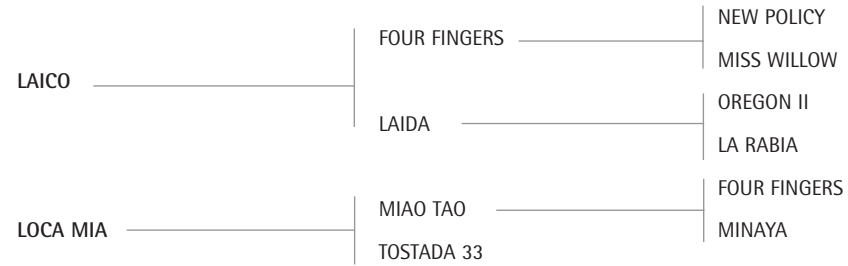 NEW POLICY
FOUR FINGERS
MISS WILLOW
LAICO
OREGON II
LAIDA
LA RABIA
FOUR FINGERS
MIAO TAO
LOCA MIA
MINAYA
TOSTADA 33